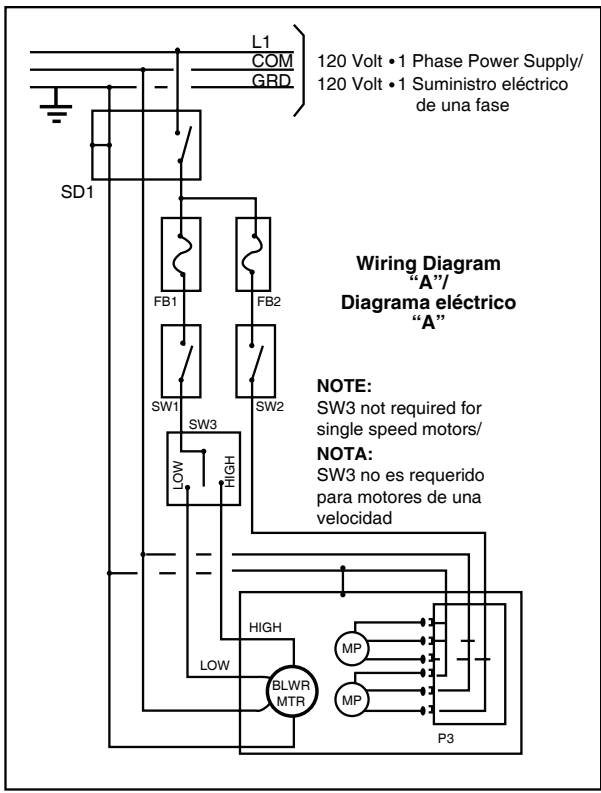 L1
COM
GRD
120 Volt • 1 Phase Power Supply/
120 Volt • 1 Suministro eléctrico
de una fase
SD1
Wiring Diagram
“A”/
Diagrama eléctrico
“A”
FB1
FB2
NOTE:
SW3 not required for
single speed motors/
NOTA:
SW3 no es requerido
para motores de una
velocidad
SW1
SW2
SW3
LOW
HIGH
HIGH
LOW
BLWR
MTR
MP
MP
P3